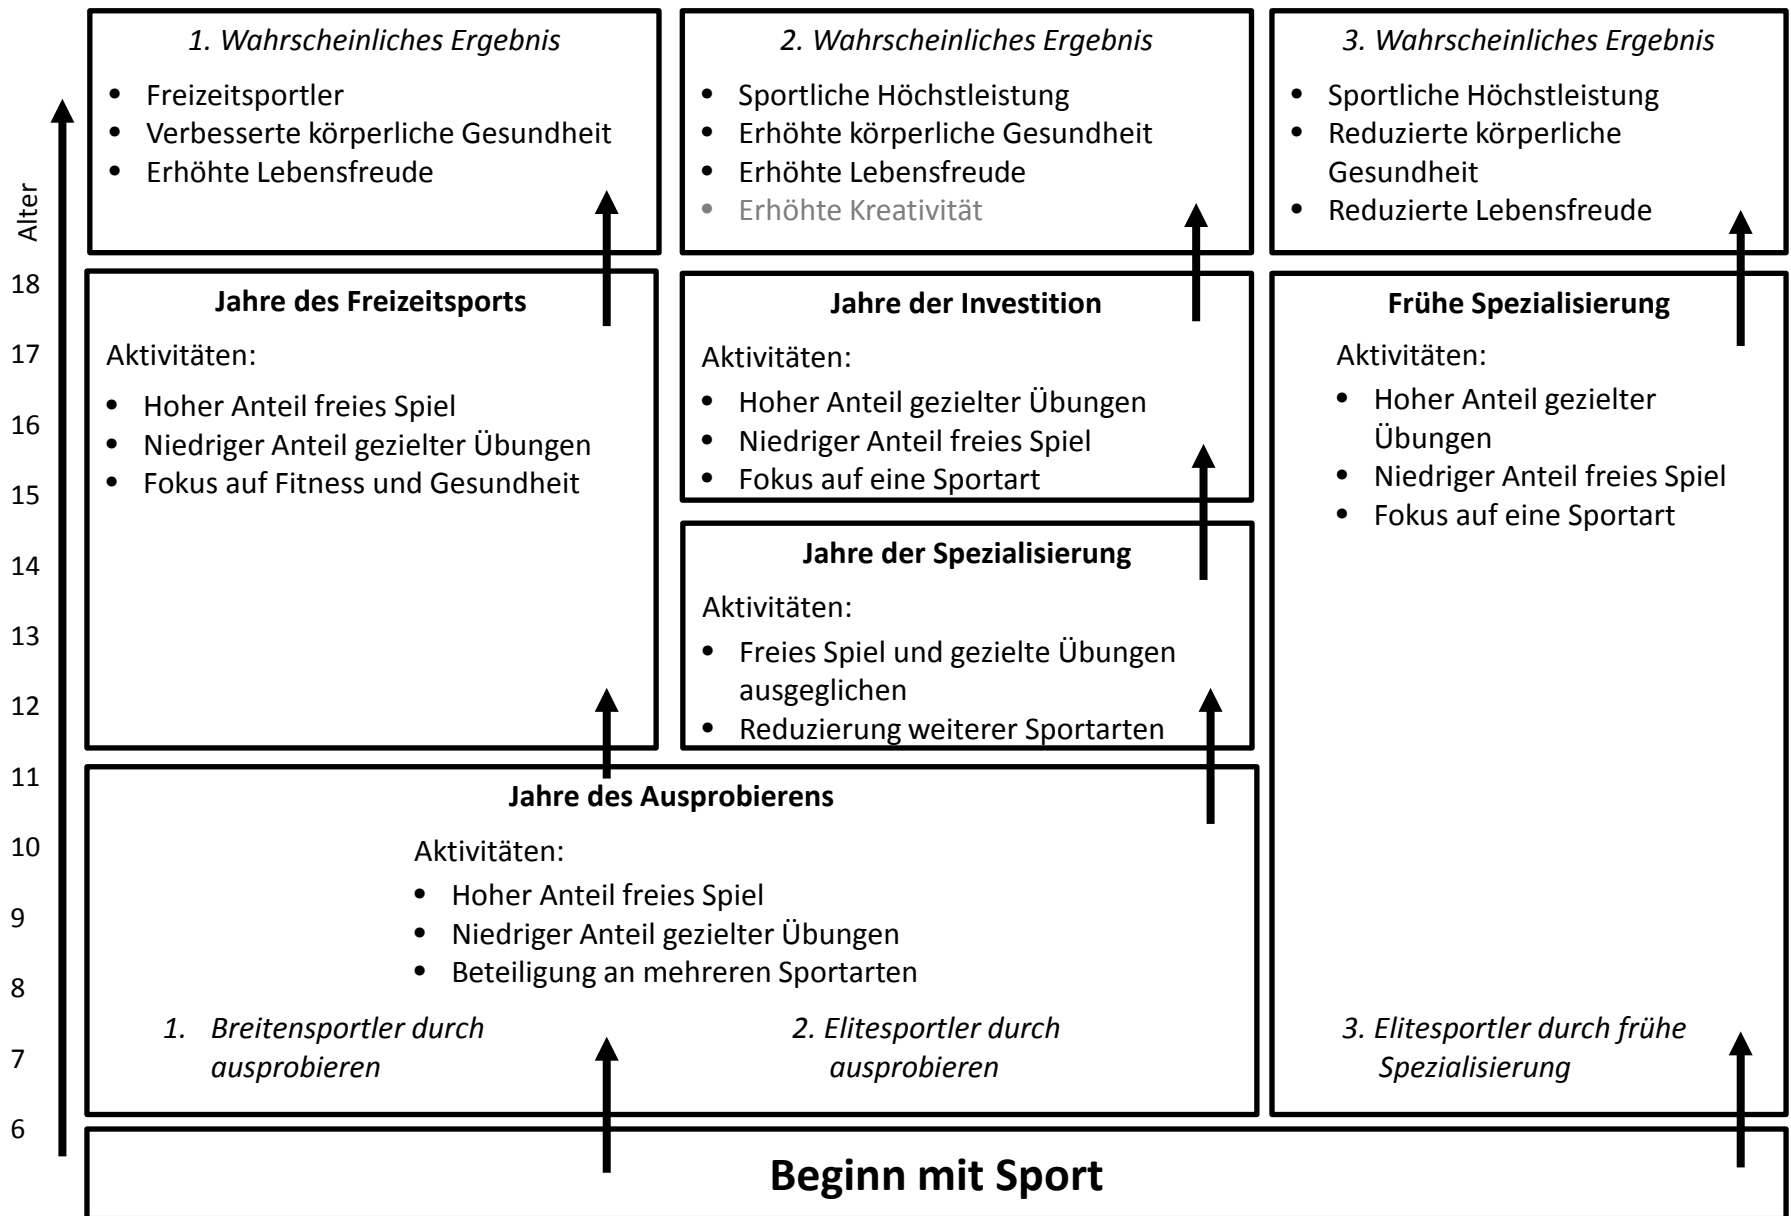 1. Wahrscheinliches Ergebnis
• Freizeitsportler
• Verbesserte körperliche Gesundheit
• Erhöhte Lebensfreude
2. Wahrscheinliches Ergebnis
• Sportliche Höchstleistung
• Erhöhte körperliche Gesundheit
• Erhöhte Lebensfreude
• Erhöhte Kreativität
3. Wahrscheinliches Ergebnis
• Sportliche Höchstleistung
• Reduzierte körperliche
Gesundheit
• Reduzierte Lebensfreude
Alter
18
17
16
15
14
13
12
11
10
9
8
7
6
Jahre des Freizeitsports
Aktivitäten:
• Hoher Anteil freies Spiel
• Niedriger Anteil gezielter Übungen
• Fokus auf Fitness und Gesundheit
Jahre der Investition
Aktivitäten:
• Hoher Anteil gezielter Übungen
• Niedriger Anteil freies Spiel
• Fokus auf eine Sportart
Jahre der Spezialisierung
Aktivitäten:
• Freies Spiel und gezielte Übungen
ausgeglichen
• Reduzierung weiterer Sportarten
Frühe Spezialisierung
Aktivitäten:
• Hoher Anteil gezielter
Übungen
• Niedriger Anteil freies Spiel
• Fokus auf eine Sportart
Jahre des Ausprobierens
Aktivitäten:
• Hoher Anteil freies Spiel
• Niedriger Anteil gezielter Übungen
• Beteiligung an mehreren Sportarten
1. Breitensportler durch
ausprobieren
2. Elitesportler durch
ausprobieren
3. Elitesportler durch frühe
Spezialisierung
Beginn mit Sport